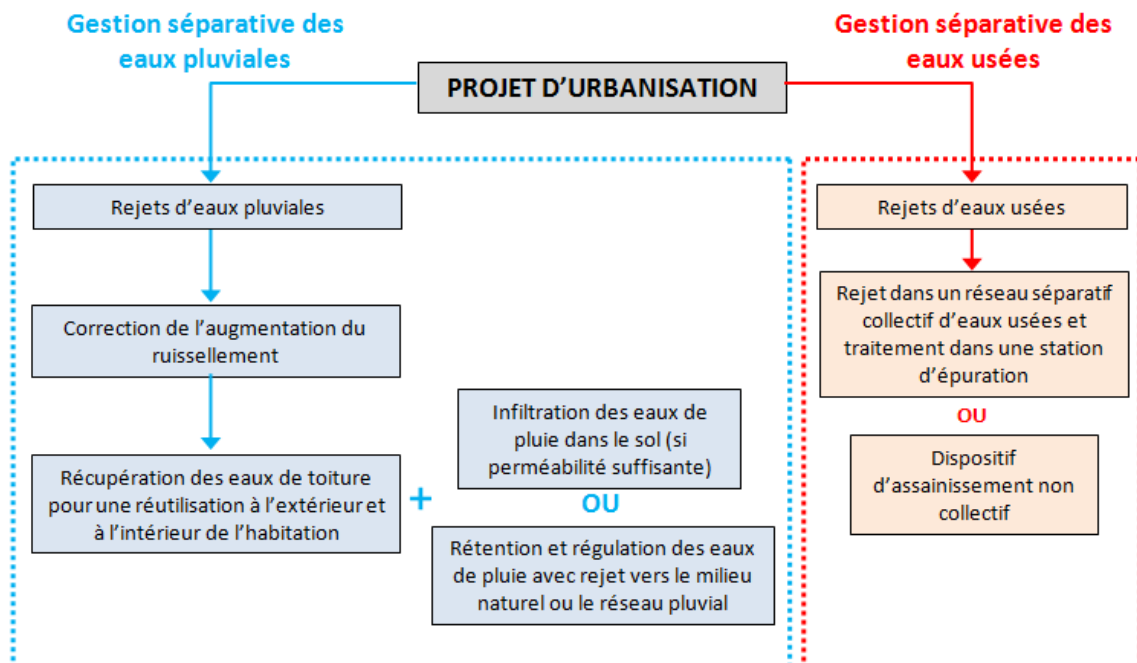 Gestion séparative des
eaux pluviales
PROJET D'URBANISATION
Gestion séparative des
eaux usées
Rejets d'eaux pluviales
Correction de l'augmentation du
ruissellement
Récupération des eaux de toiture
pour une réutilisation à l'extérieur et
à l'intérieur de l'habitation
+
Infiltration des eaux de
pluie dans le sol (si
perméabilité suffisante)
OU
Rétention et régulation des eaux
de pluie avec rejet vers le milieu
naturel ou le réseau pluvial
Rejets d'eaux usées
Rejet dans un réseau séparatif
collectif d'eaux usées et
traitement dans une station
d'épuration
OU
Dispositif
d'assainissement non
collectif